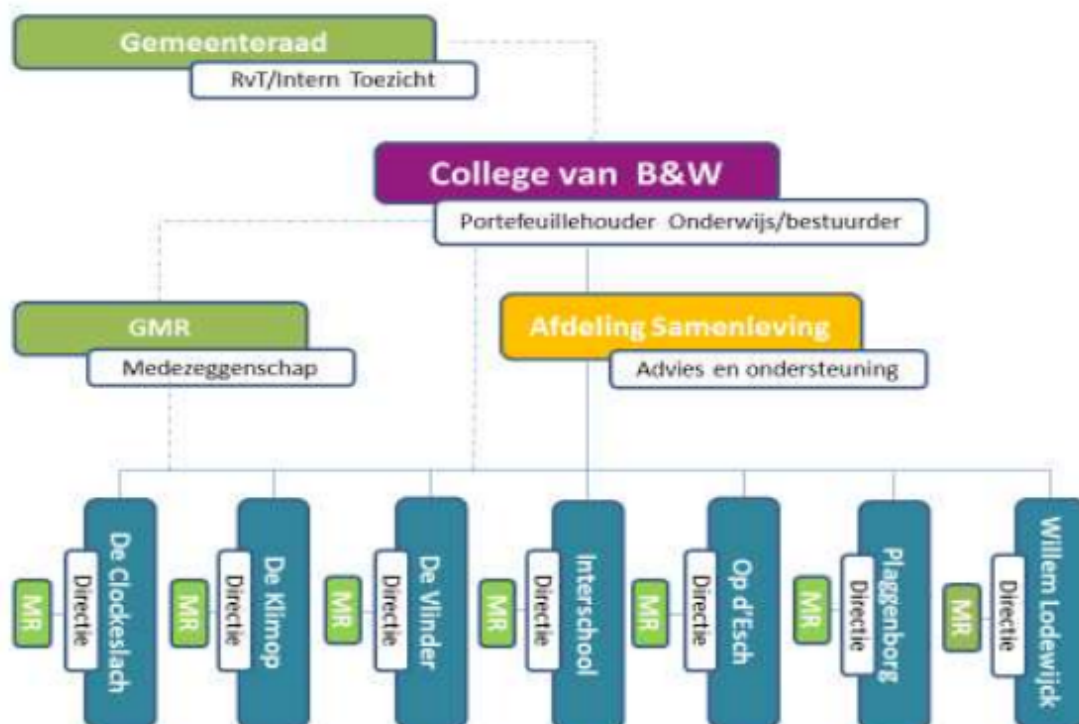 Gemeenteraad
RvT/Intern Toezicht
College van B&W
Portefeuillehouder Onderwijs/bestuurder
GMR
Medezeggenschap
Afdeling Samenleving
Advies en ondersteuning
De Clockeslach
Directie
MR
De Klimop
Directie
MR
De Vlinder
Directie
MR
Interschool
Directie
MR
Op d'Esch
Directie
MR
Plaggenborg
Directie
MR
Willem Lodewijck
Directie
MR